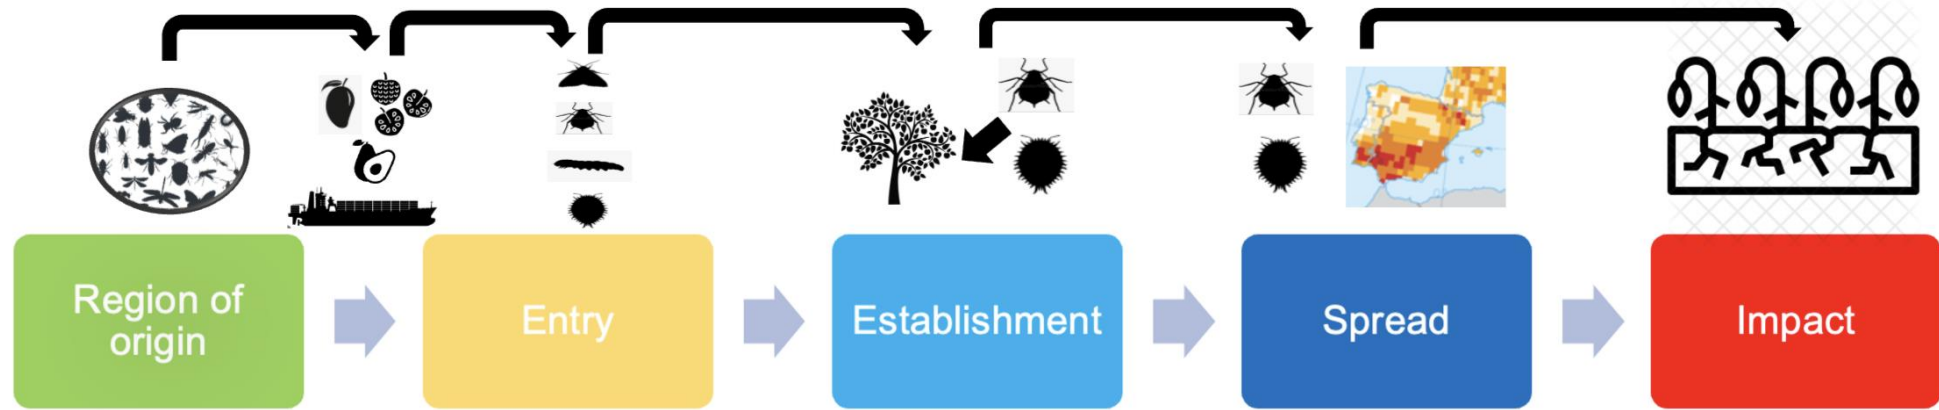 Region of
origin
Entry
Establishment
Spread
Impact